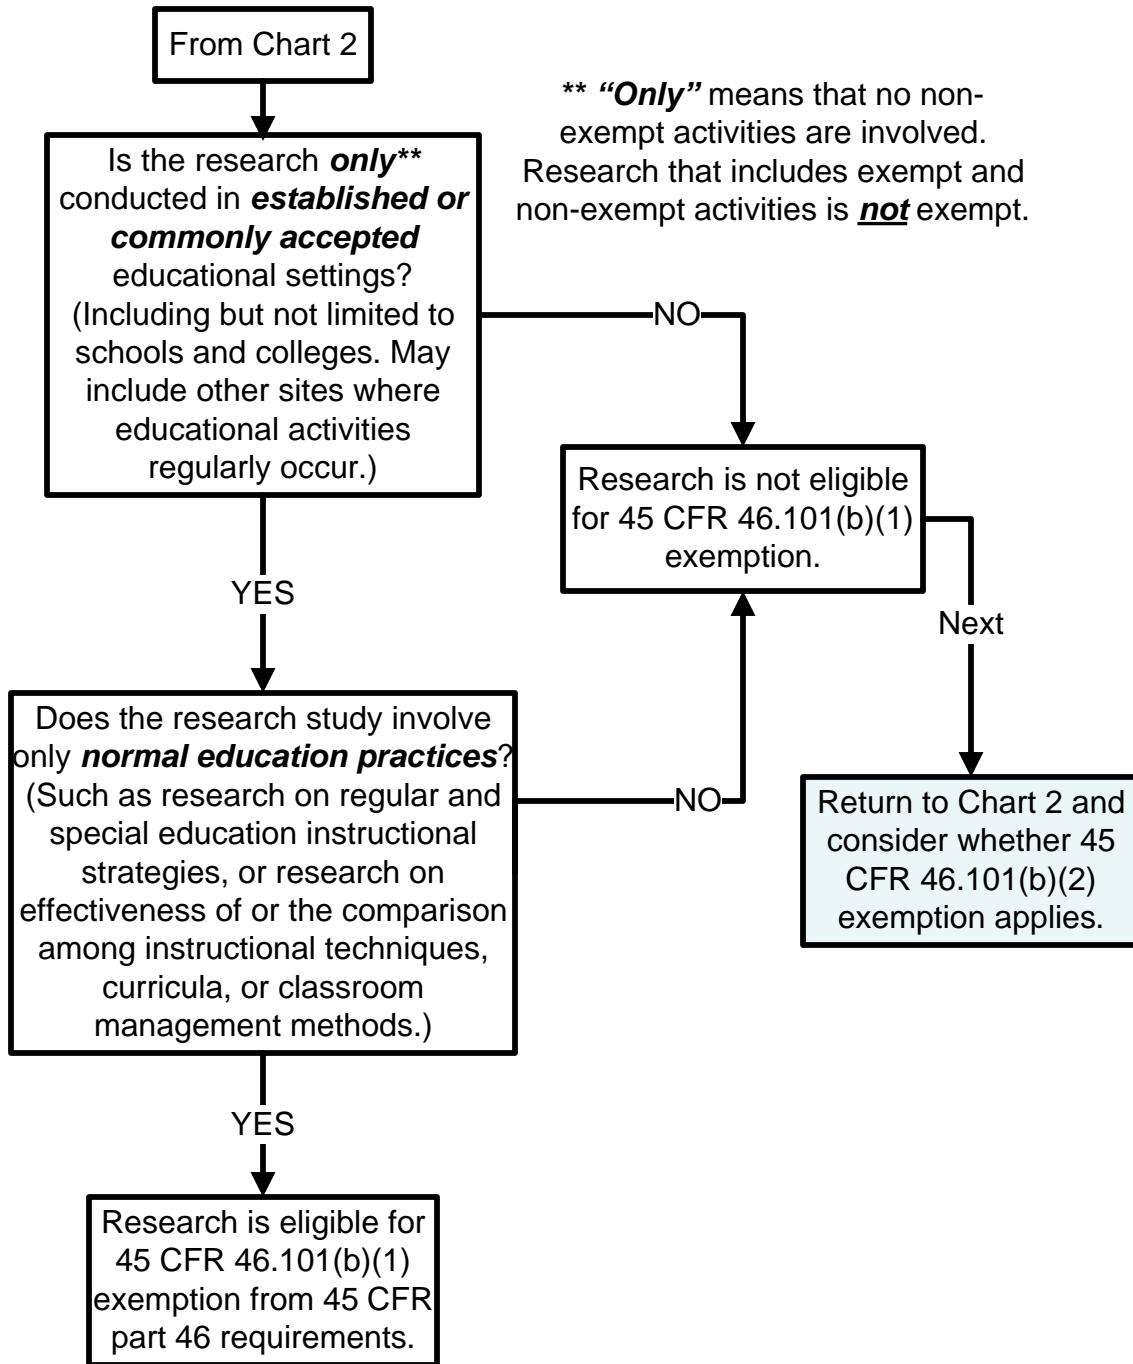 From Chart 2
** “Only” means that no non-
exempt activities are involved.
Research that includes exempt and
non-exempt activities is not exempt.
Is the research only**
conducted in established or
commonly accepted
educational settings?
(Including but not limited to
schools and colleges. May
include other sites where
educational activities
regularly occur.)
NO
Research is not eligible
for 45 CFR 46.101(b)(1)
exemption.
YES
Next
Does the research study involve
only normal education practices?
(Such as research on regular and
special education instructional
strategies, or research on
effectiveness of or the comparison
among instructional techniques,
curricula, or classroom
management methods.)
NO
Return to Chart 2 and
consider whether 45
CFR 46.101(b)(2)
exemption applies.
YES
Research is eligible for
45 CFR 46.101(b)(1)
exemption from 45 CFR
part 46 requirements.